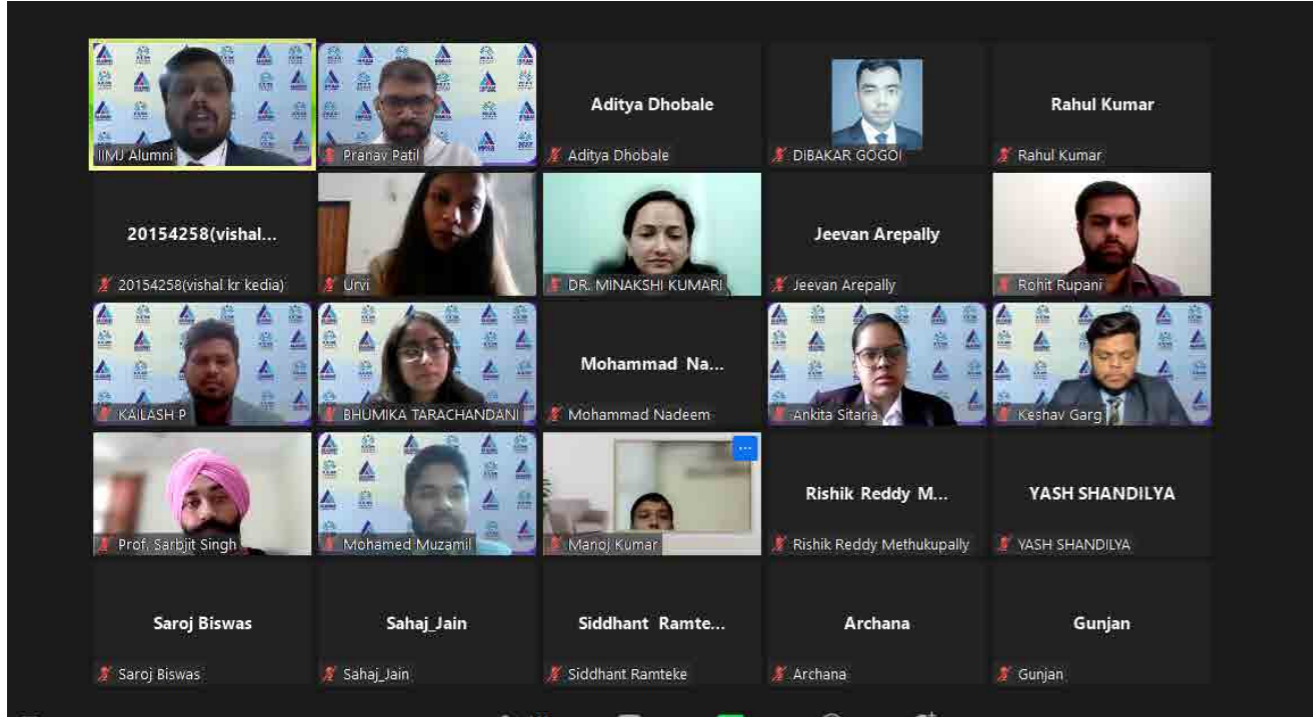 IIMJ Alumni
Pranav Patil
Aditya Dhobale
Aditya Dhobale
DIBAKAR GOGOI
Rahul Kumar
Rahul Kumar
20154258(vishal...
20154258(vishal kr kedia)
Urvi
DR. MINAKSHI KUMARI
Jeevan Arepally
Jeevan Arepally
Rohit Rupani
KAILASH P
BHUMIKA TARACHANDANI
Mohammad Na...
Mohammad Nadeem
Ankita Sitaria
Keshav Garg
Prof. Sarbjit Singh
Mohamed Muzamil
Manoj Kumar
Rishik Reddy M...
Rishik Reddy Methukupally
YASH SHANDILYA
YASH SHANDILYA
Saroj Biswas
Saroj Biswas
Sahaj_Jain
Sahaj_Jain
Siddhant Ramte...
Siddhant Ramteke
Archana
Archana
Gunjan
Gunjan